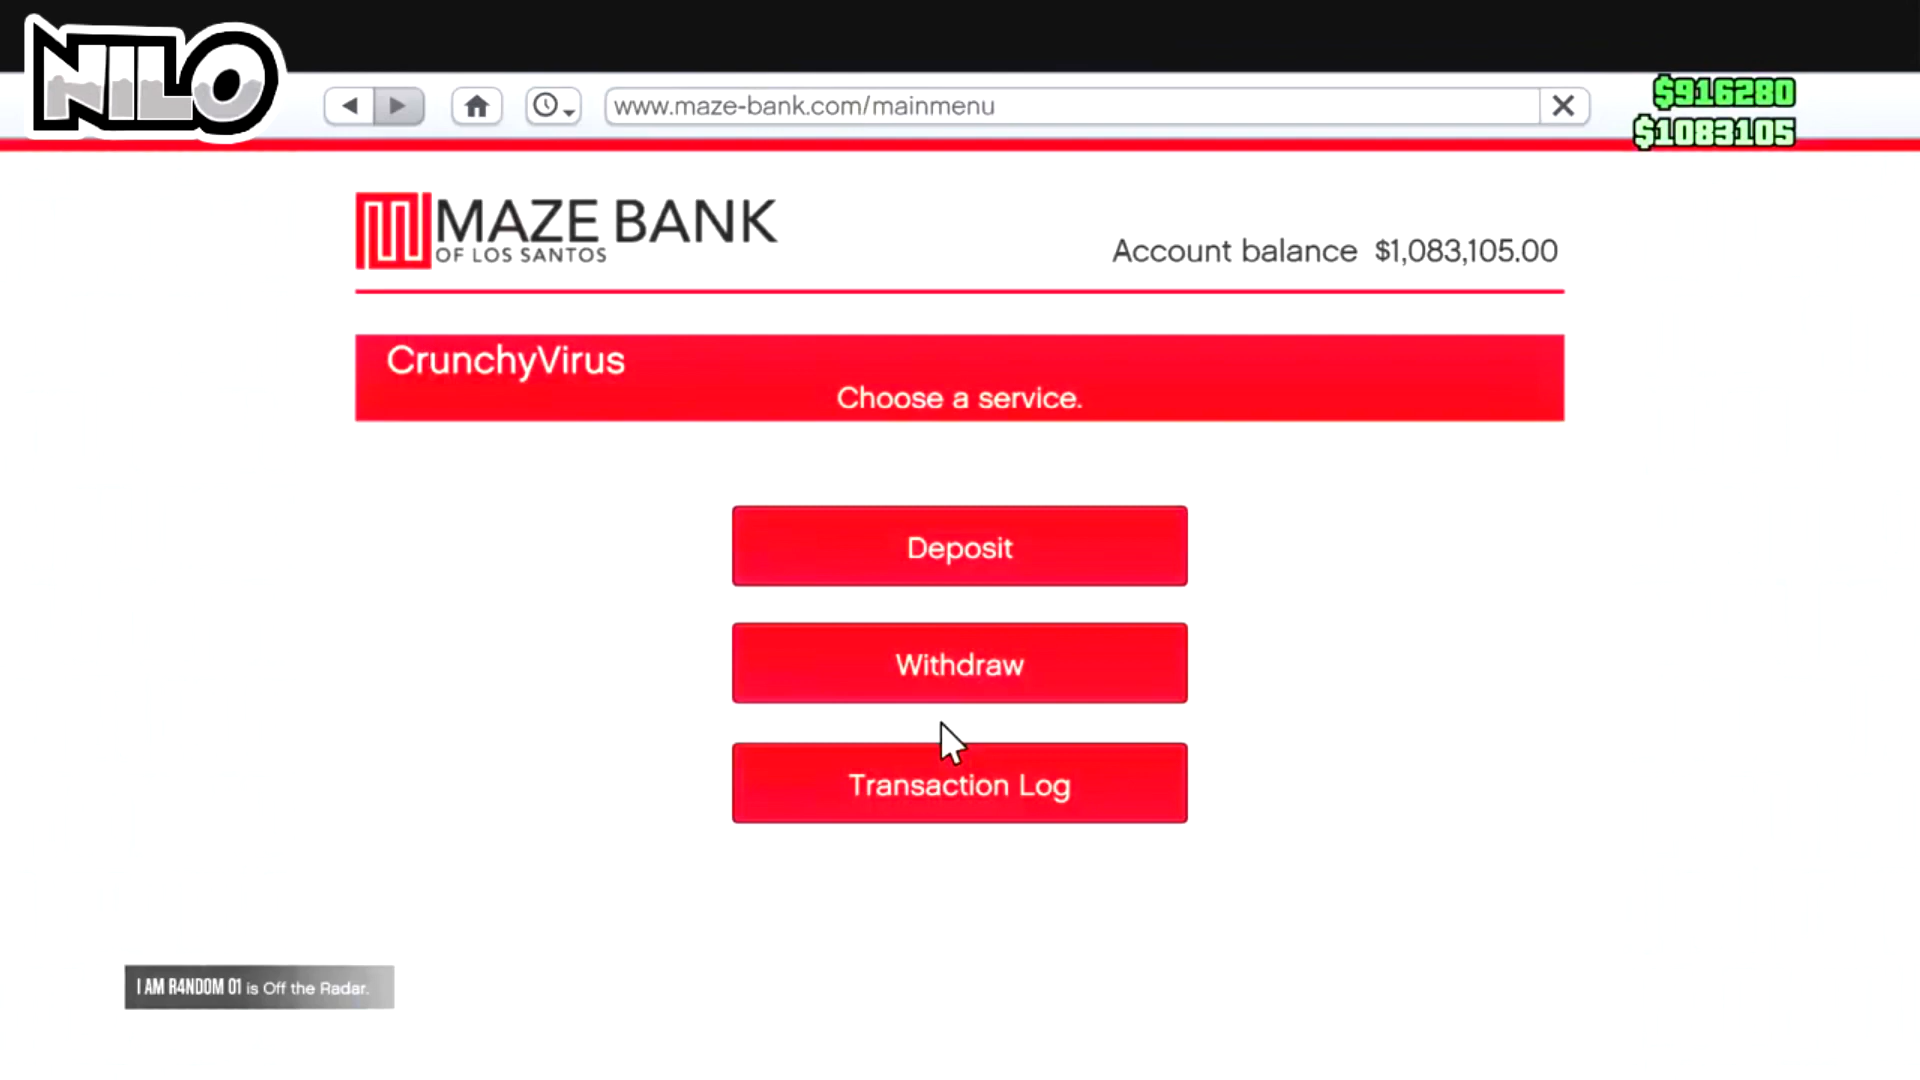 NILO
www.maze-bank.com/mainmenu
$916280
$1083105
MAZE BANK
OF LOS SANTOS
Account balance $1,083,105.00
CrunchyVirus
Choose a service.
Deposit
Withdraw
Transaction Log
I AM R4NDOM 01 is Off the Radar.